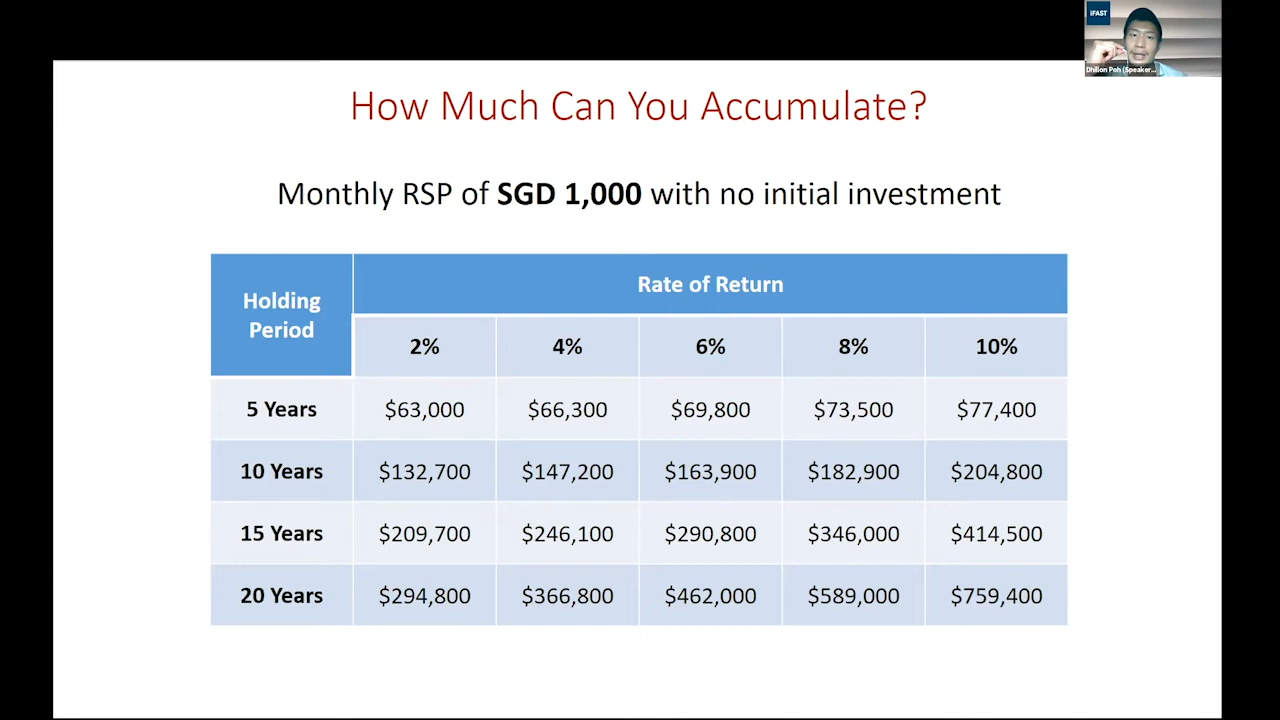 iFAST
Dhillon Poh (Speaker...
How Much Can You Accumulate?
Monthly RSP of SGD 1,000 with no initial investment
Holding
Period
Rate of Return
2% 4% 6% 8% 10%
5 Years $63,000 $66,300 $69,800 $73,500 $77,400
10 Years $132,700 $147,200 $163,900 $182,900 $204,800
15 Years $209,700 $246,100 $290,800 $346,000 $414,500
20 Years $294,800 $366,800 $462,000 $589,000 $759,400